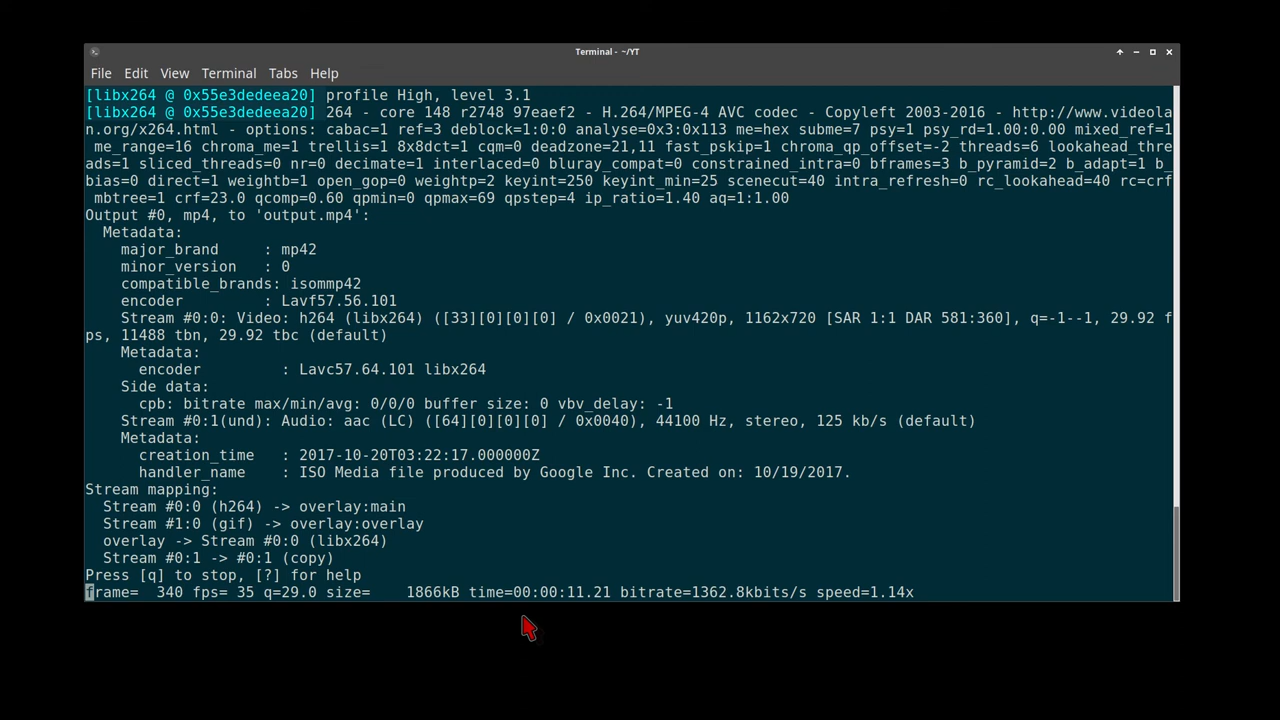 Terminal - ~/YT
File Edit View Terminal Tabs Help
[libx264 @ 0x55e3dedeea20] profile High, level 3.1
[libx264 @ 0x55e3dedeea20] 264 - core 148 r2748 97eaef2 - H.264/MPEG-4 AVC codec - Copyleft 2003-2016 - http://www.videola
n.org/x264.html - options: cabac=1 ref=3 deblock=1:0:0 analyse=0x3:0x113 me=hex subme=7 psy=1 psy_rd=1.00:0.00 mixed_ref=1
me_range=16 chroma_me=1 trellis=1 8x8dct=1 cqm=0 deadzone=21,11 fast_pskip=1 chroma_qp_offset=-2 threads=6 lookahead_thre
ads=1 sliced_threads=0 nr=0 decimate=1 interlaced=0 bluray_compat=0 constrained_intra=0 bframes=3 b_pyramid=2 b_adapt=1 b_
bias=0 direct=1 weightb=1 open_gop=0 weightp=2 keyint=250 keyint_min=25 scenecut=40 intra_refresh=0 rc_lookahead=40 rc=crf
mbtree=1 crf=23.0 qcomp=0.60 qpmin=0 qpmax=69 qpstep=4 ip_ratio=1.40 aq=1:1.00
Output #0, mp4, to 'output.mp4':
Metadata:
major_brand : mp42
minor_version : 0
compatible_brands: isommp42
encoder : Lavf57.56.101
Stream #0:0: Video: h264 (libx264) ([33][0][0][0] / 0x0021), yuv420p, 1162x720 [SAR 1:1 DAR 581:360], q=-1--1, 29.92 f
ps, 11488 tbn, 29.92 tbc (default)
Metadata:
encoder : Lavc57.64.101 libx264
Side data:
cpb: bitrate max/min/avg: 0/0/0 buffer size: 0 vbv_delay: -1
Stream #0:1(und): Audio: aac (LC) ([64][0][0][0] / 0x0040), 44100 Hz, stereo, 125 kb/s (default)
Metadata:
creation_time : 2017-10-20T03:22:17.000000Z
handler_name : ISO Media file produced by Google Inc. Created on: 10/19/2017.
Stream mapping:
Stream #0:0 (h264) -> overlay:main
Stream #1:0 (gif) -> overlay:overlay
overlay -> Stream #0:0 (libx264)
Stream #0:1 -> #0:1 (copy)
Press [q] to stop, [?] for help
frame= 340 fps= 35 q=29.0 size= 1866kB time=00:00:11.21 bitrate=1362.8kbits/s speed=1.14x